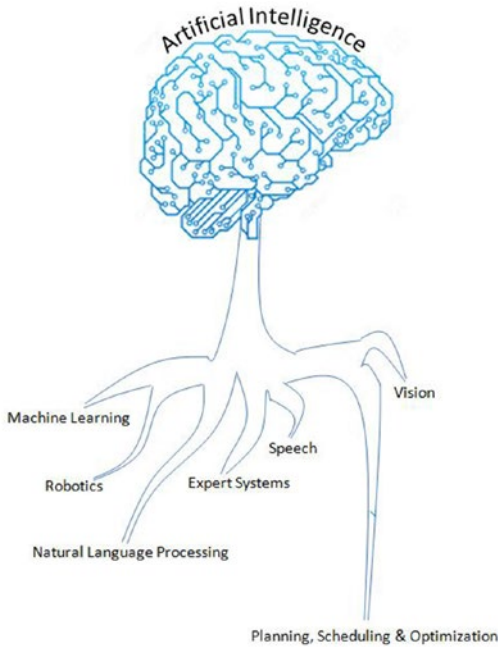 Artificial Intelligence
Vision
Machine Learning
Speech
Robotics
Expert Systems
Natural Language Processing
Planning, Scheduling & Optimization